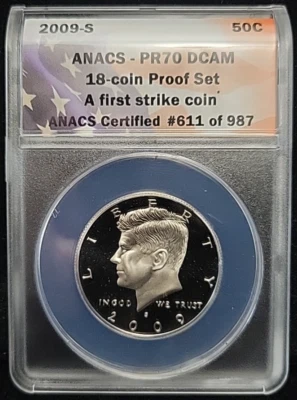 2009-S 50C
ANACS - PR70 DCAM
18-coin Proof Set
A first strike coin
ANACS Certified #611 of 987
LIBERTY
IN GOD WE TRUST
S
2009